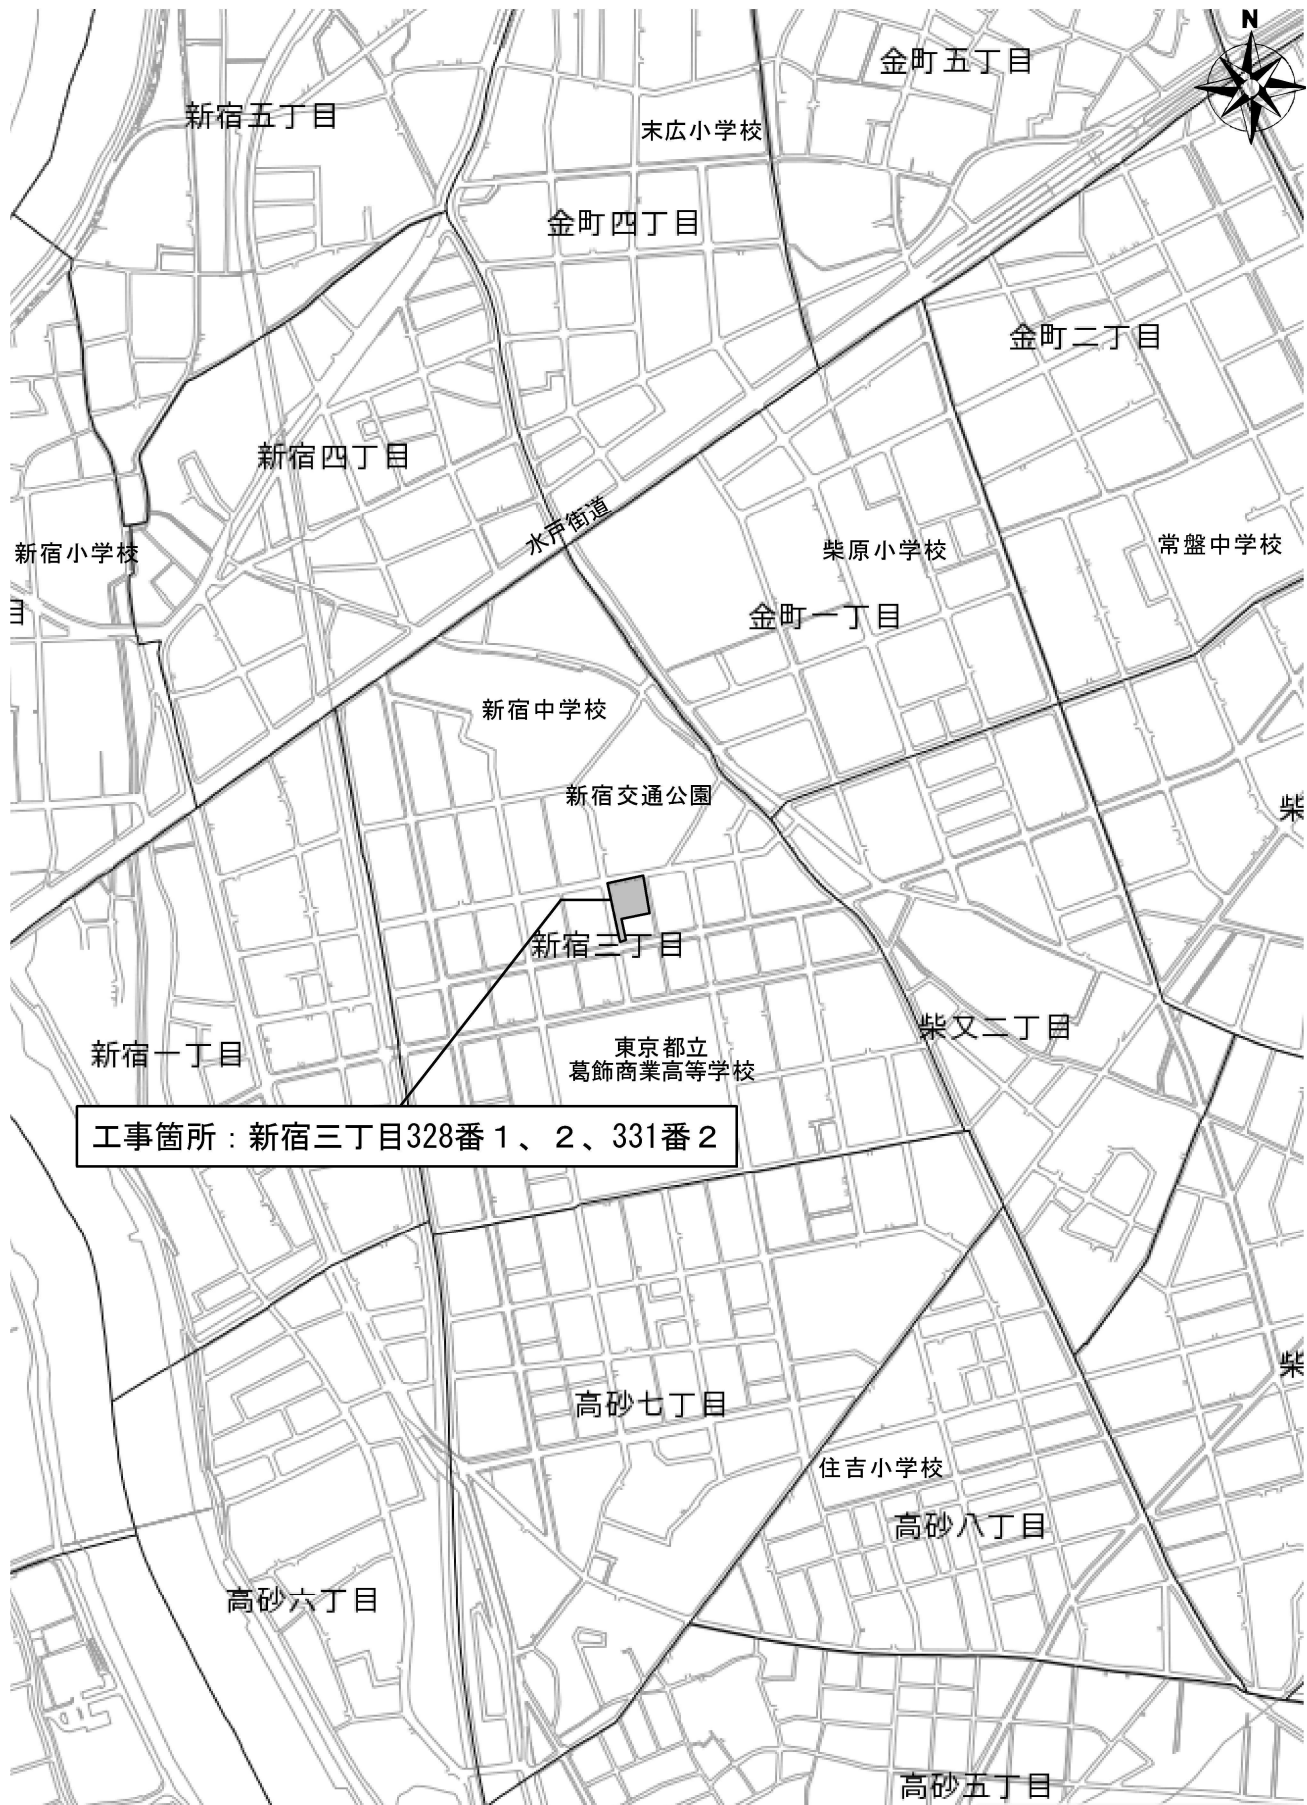 N
金町五丁目
新宿五丁目
末広小学校
金町四丁目
金町二丁目
新宿四丁目
水戸街道
新宿小学校
柴原小学校
常盤中学校
目
金町一丁目
新宿中学校
新宿交通公園
柴
新宿三丁目
柴又二丁目
新宿一丁目
東京都立
葛飾商業高等学校
工事箇所：新宿三丁目328番１、２、331番２
柴
高砂七丁目
住吉小学校
高砂八丁目
高砂六丁目
高砂五丁目